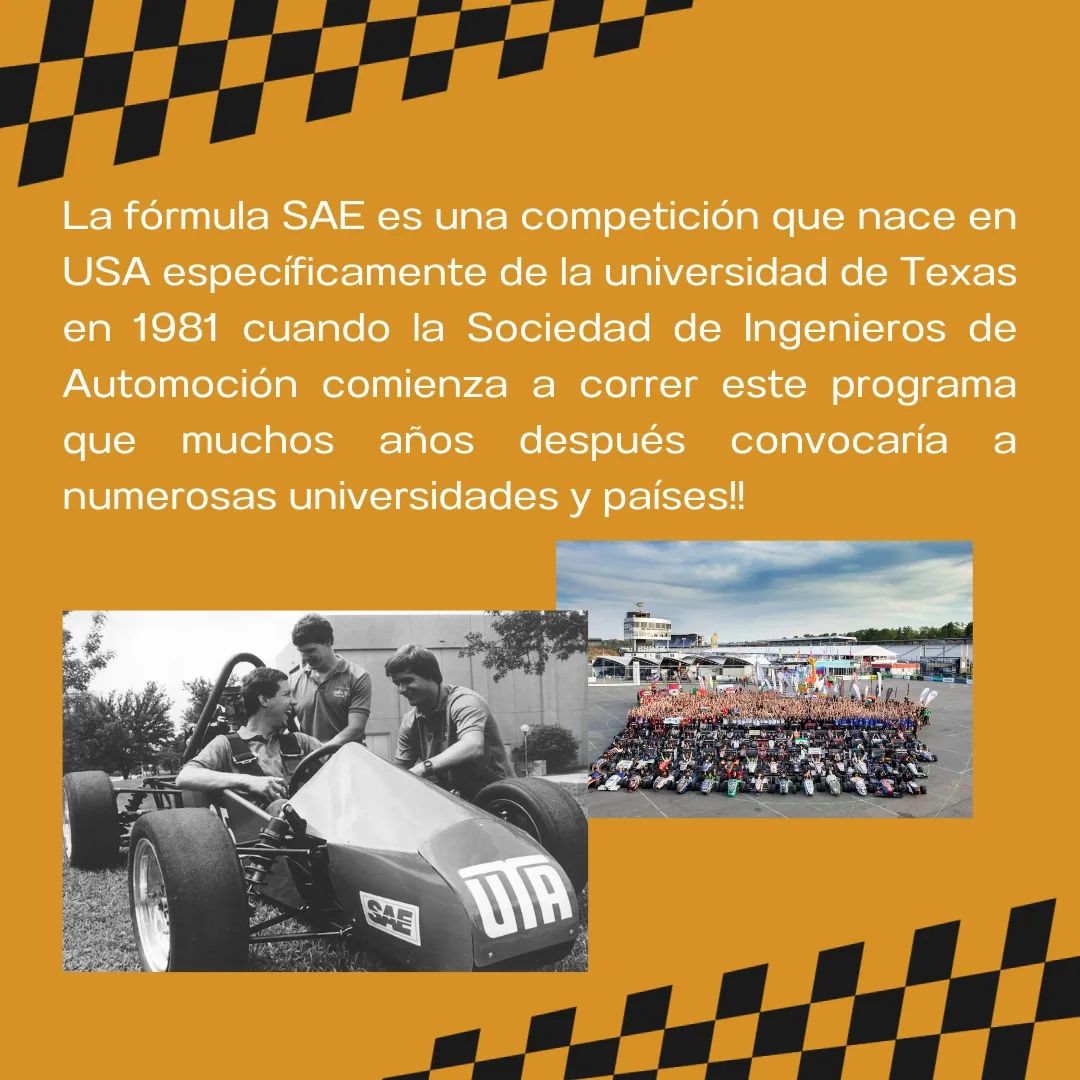 La fórmula SAE es una competición que nace en
USA específicamente de la universidad de Texas
en 1981 cuando la Sociedad de Ingenieros de
Automoción comienza a correr este programa
que muchos años después convocaría a
numerosas universidades y países!!
SAE
UTA